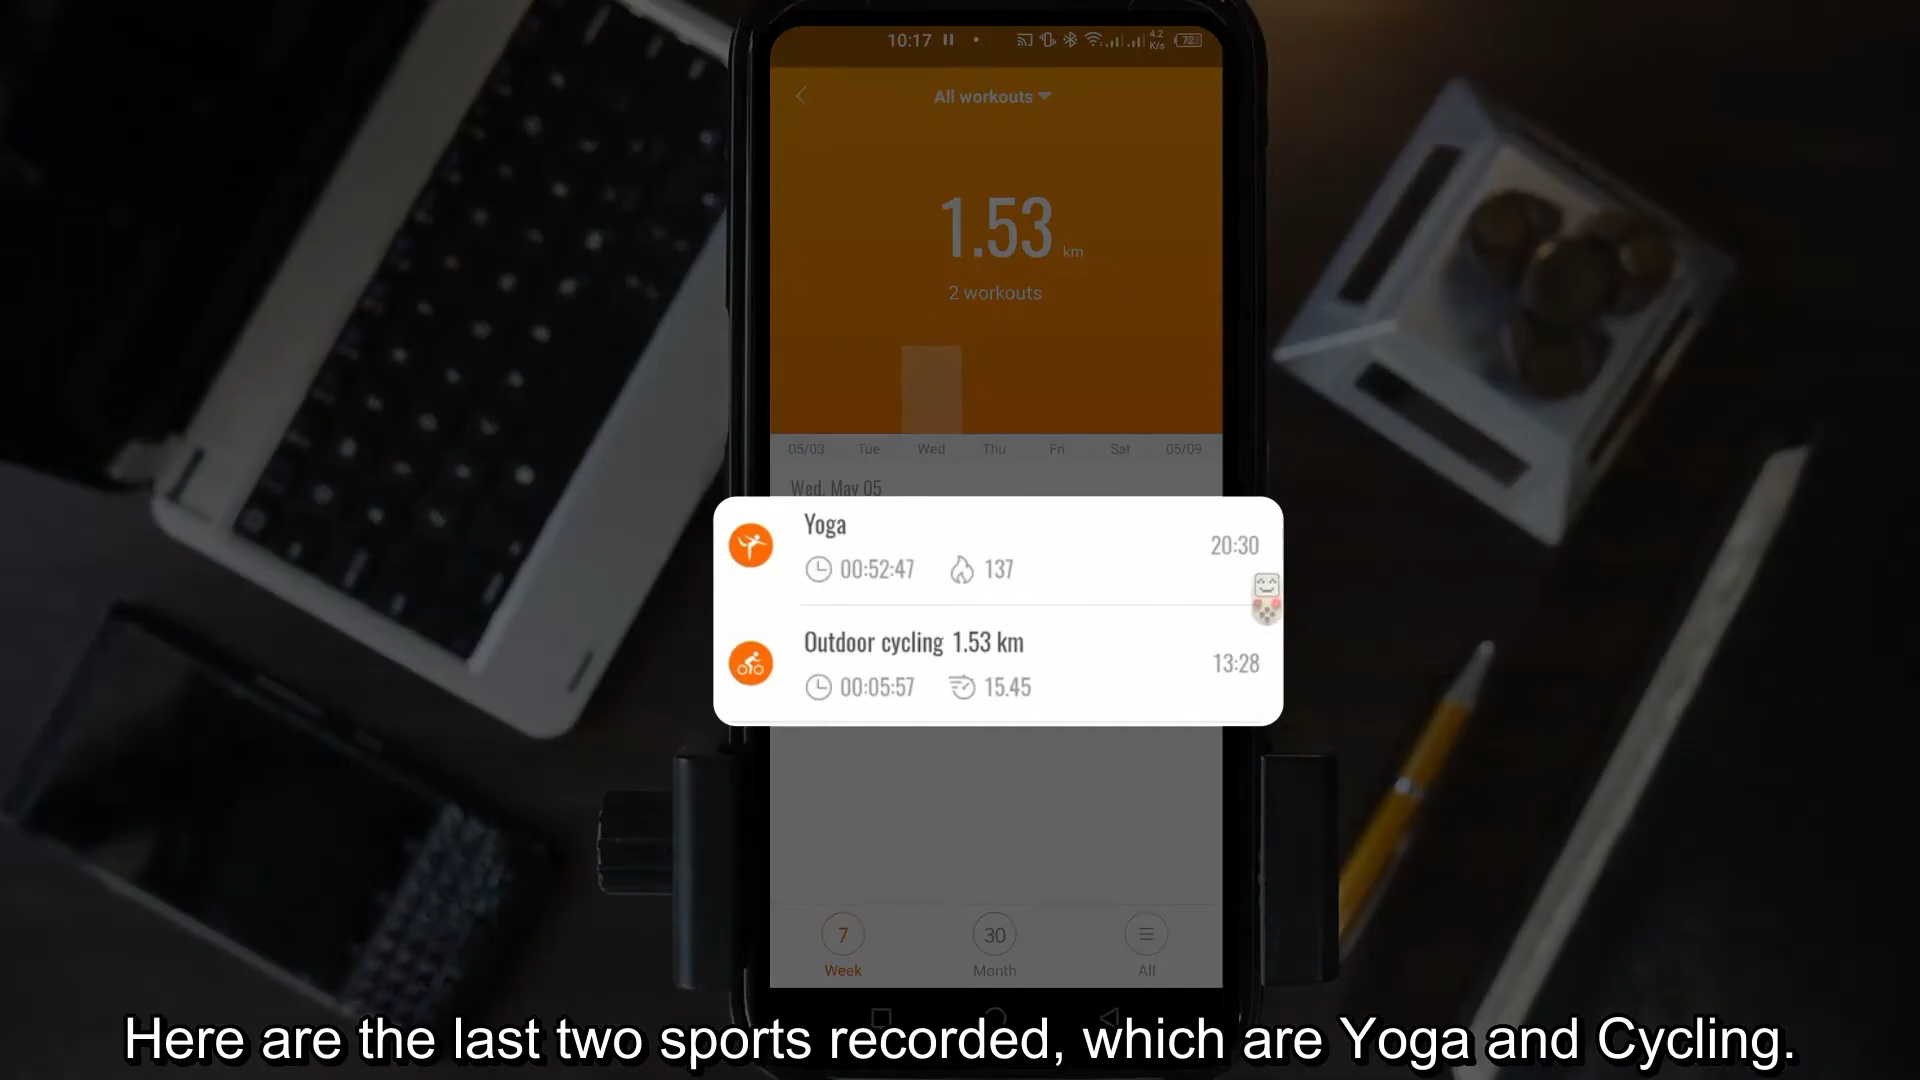 10:17
4.2
K/s
72
All workouts
1.53 km
2 workouts
05/03 Tue Wed Thu Fri Sat 05/09
Wed, May 05
Yoga
20:30
00:52:47 137
Outdoor cycling 1.53 km
13:28
00:05:57 15.45
7 30
Week Month All
Here are the last two sports recorded, which are Yoga and Cycling.